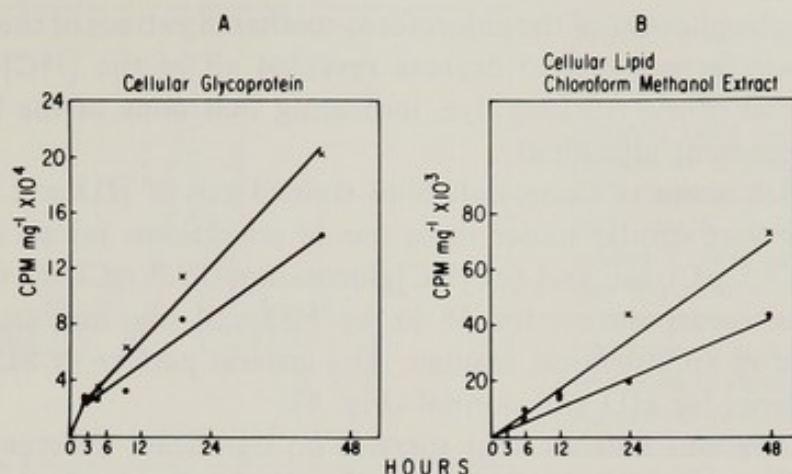 A
Cellular Glycoprotein
CPM mg⁻¹ X10⁴
24
20
16
12
8
4
0 3 6 12 24 48
B
Cellular Lipid
Chloroform Methanol Extract
CPM mg⁻¹ X10³
80
60
40
20
0 3 6 12 24 48
HOURS